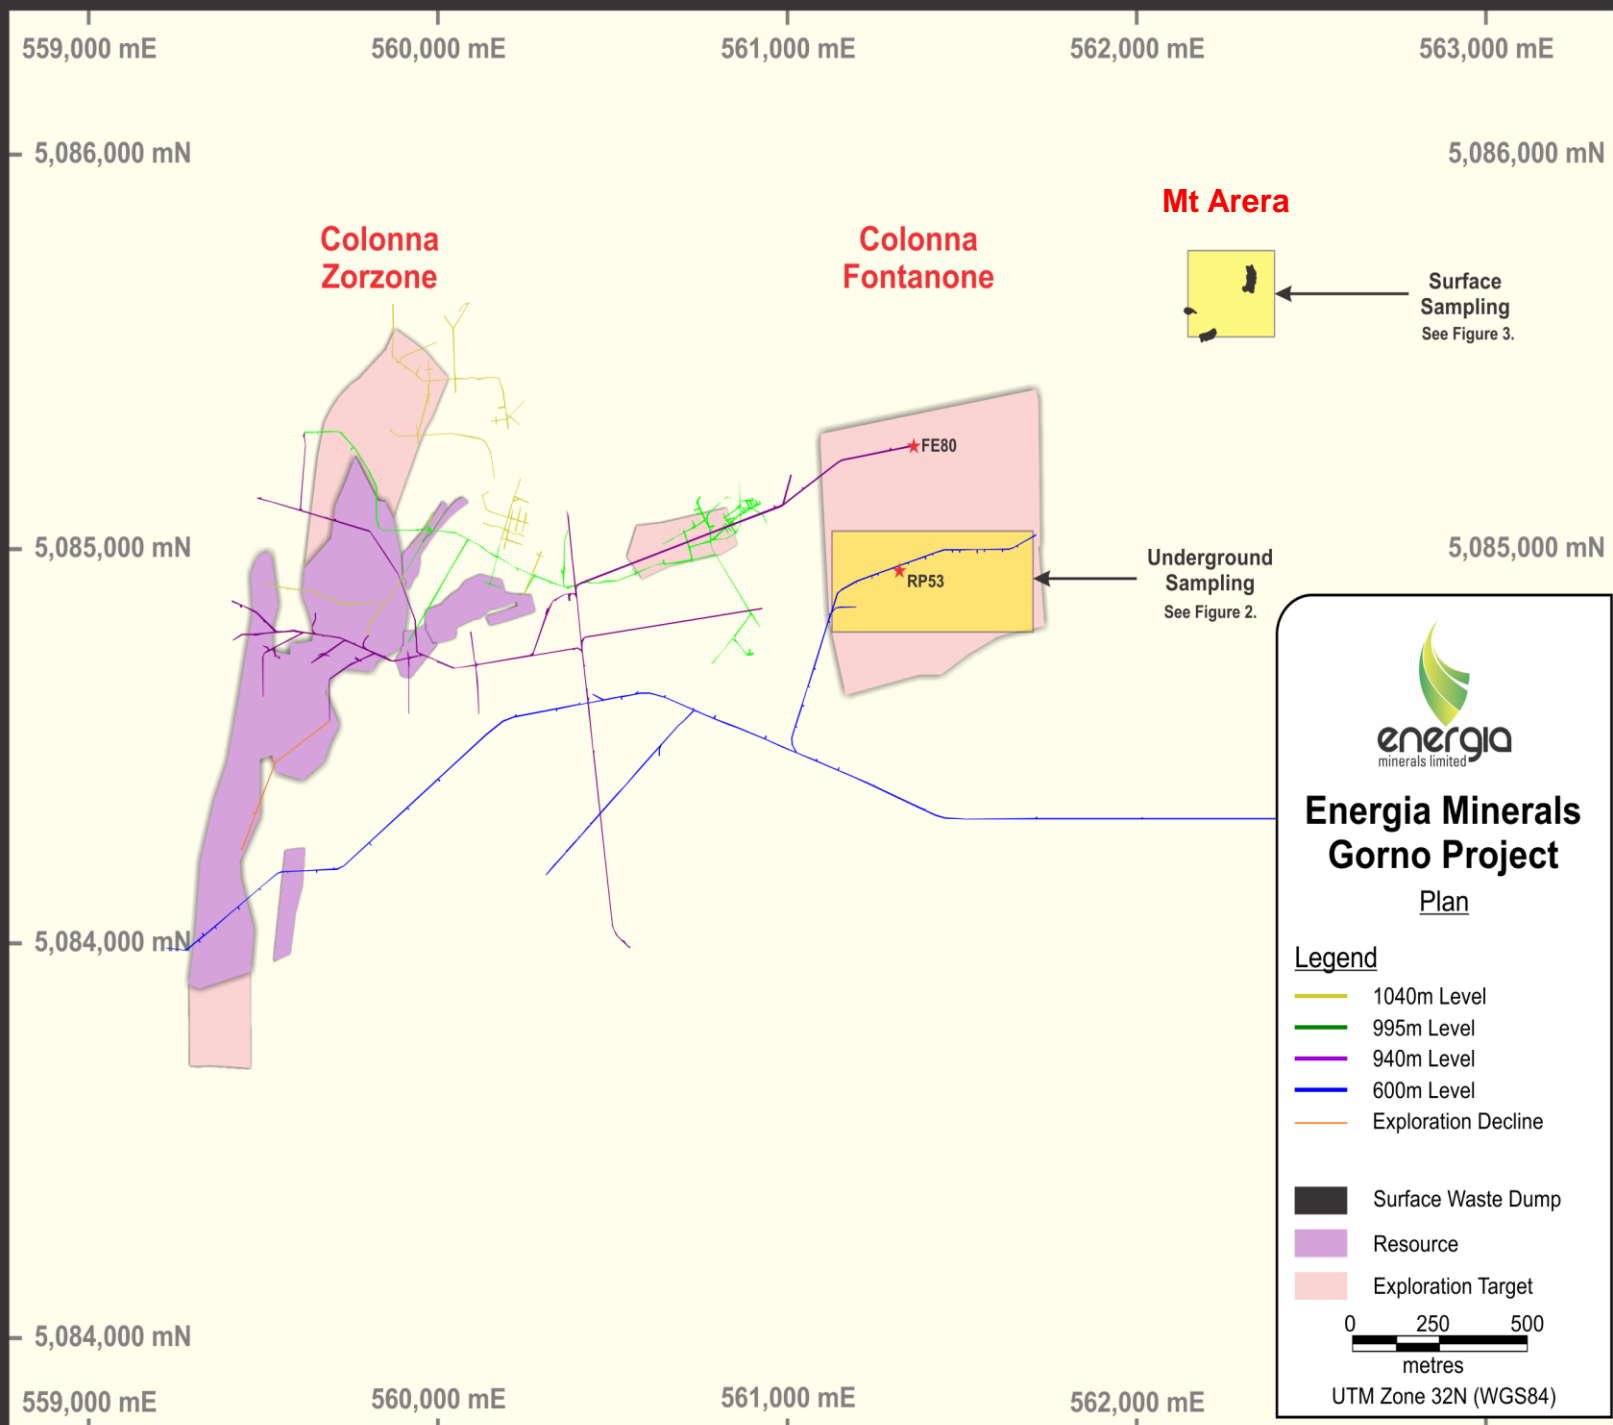 559,000 mE
560,000 mE
561,000 mE
562,000 mE
563,000 mE
5,086,000 mN
5,086,000 mN
Mt Arera
Colonna
Zorzone
Colonna
Fontanone
Surface
Sampling
See Figure 3.
FE80
5,085,000 mN
5,085,000 mN
Underground
Sampling
See Figure 2.
RP53
energia
minerals limited
Energia Minerals
Gorno Project
Plan
5,084,000 mN
Legend
1040m Level
995m Level
940m Level
600m Level
Exploration Decline
Surface Waste Dump
Resource
Exploration Target
0 250 500
metres
UTM Zone 32N (WGS84)
5,084,000 mN
559,000 mE
560,000 mE
561,000 mE
562,000 mE